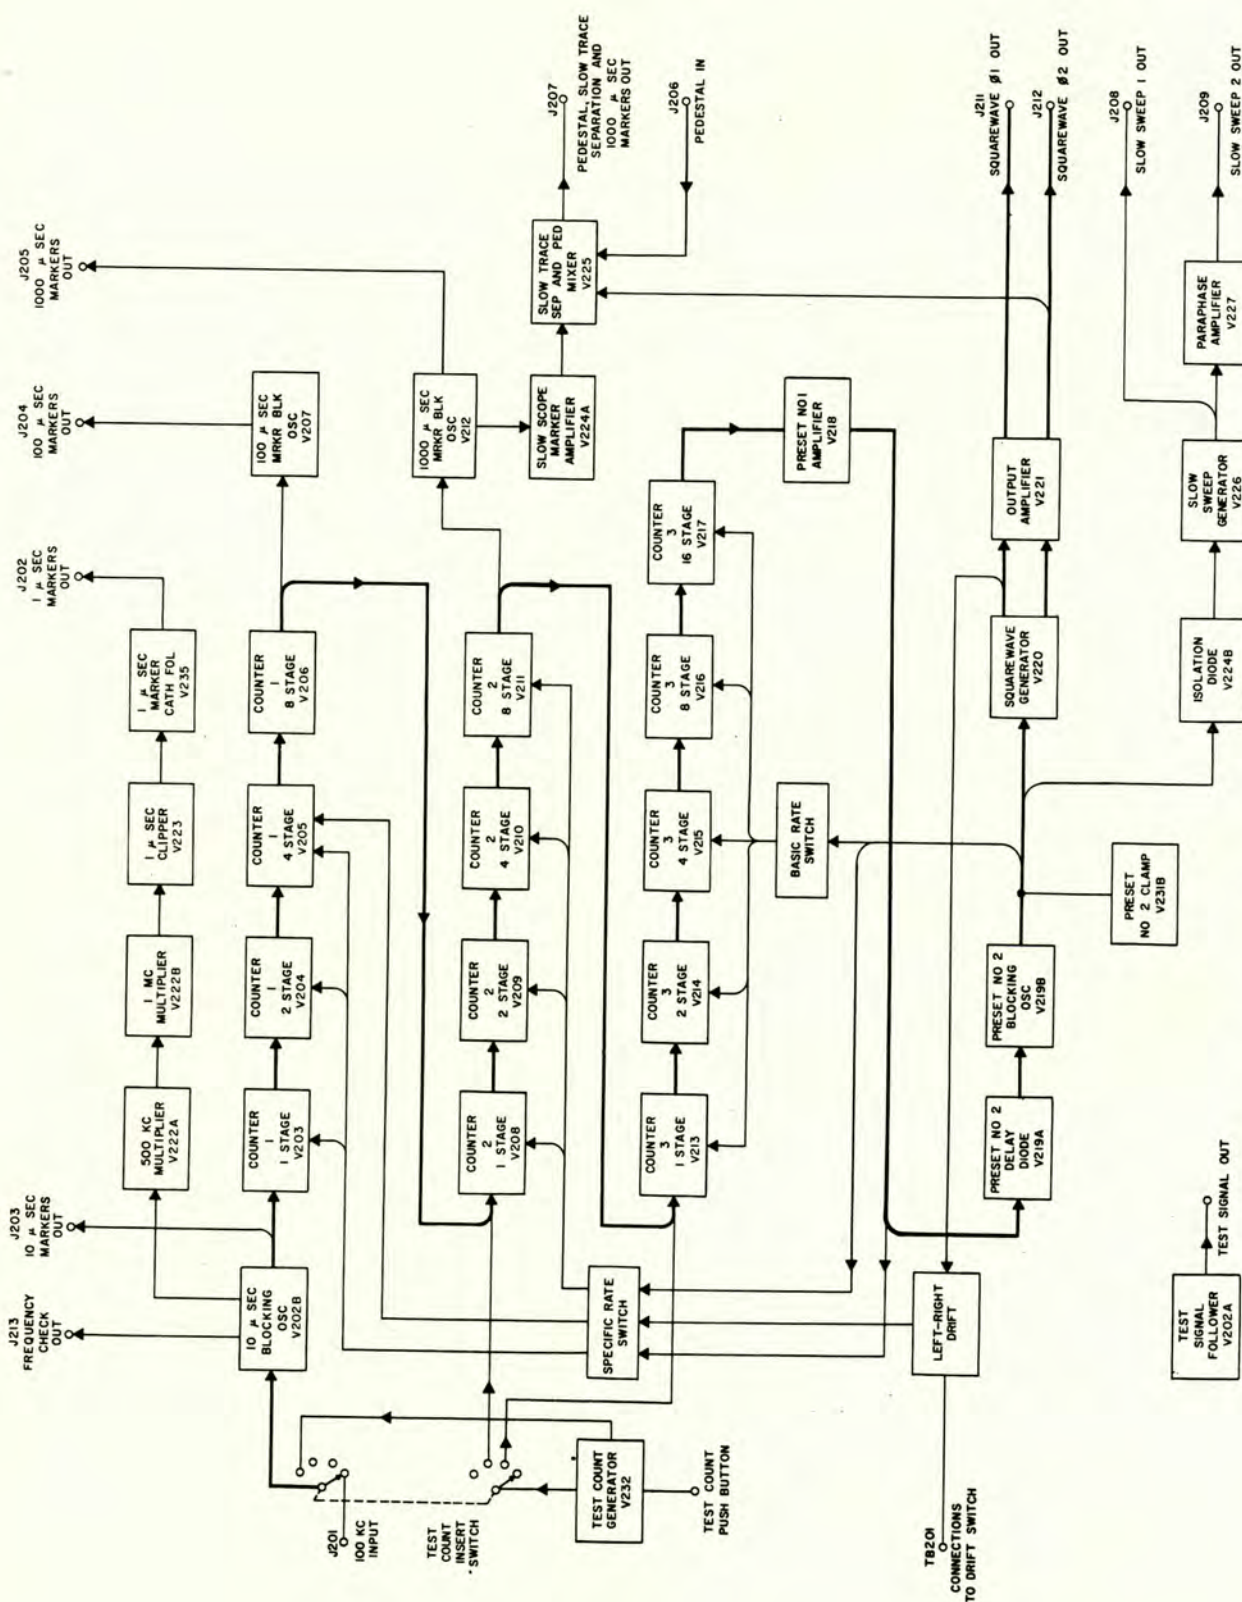 J213
FREQUENCY
CHECK
OUT
J203
10 μ SEC
MARKERS
OUT
J202
1 μ SEC
MARKERS
OUT
J204
100 μ SEC
MARKERS
OUT
J205
1000 μ SEC
MARKERS
OUT
500 KC
MULTIPLIER
V222A
1 MC
MULTIPLIER
V222B
1 μ SEC
CLIPPER
V223
1 μ SEC
MARKER
CATH FOL
V235
10 μ SEC
BLOCKING
OSC
V202B
COUNTER
1
1 STAGE
V203
COUNTER
1
2 STAGE
V204
COUNTER
1
4 STAGE
V205
COUNTER
1
8 STAGE
V206
100 μ SEC
MRKR BLK
OSC
V207
J201
100 KC
INPUT
TEST
COUNT
INSERT
SWITCH
COUNTER
2
1 STAGE
V208
COUNTER
2
2 STAGE
V209
COUNTER
2
4 STAGE
V210
COUNTER
2
8 STAGE
V211
1000 μ SEC
MRKR BLK
OSC
V212
SLOW SCOPE
MARKER
AMPLIFIER
V224A
SLOW TRACE
SEP AND PED
MIXER
V225
J207
PEDESTAL, SLOW TRACE
SEPARATION AND
1000 μ SEC
MARKERS OUT
J206
PEDESTAL IN
TEST COUNT
GENERATOR
V232
TEST COUNT
PUSH BUTTON
SPECIFIC RATE
SWITCH
COUNTER
3
1 STAGE
V213
COUNTER
3
2 STAGE
V214
COUNTER
3
4 STAGE
V215
COUNTER
3
8 STAGE
V216
COUNTER
3
16 STAGE
V217
PRESET NO1
AMPLIFIER
V218
BASIC RATE
SWITCH
TB201
CONNECTIONS
TO DRIFT SWITCH
LEFT-RIGHT
DRIFT
PRESET NO 2
DELAY
DIODE
V219A
PRESET NO 2
BLOCKING
OSC
V219B
PRESET
NO 2 CLAMP
V231B
SQUAREWAVE
GENERATOR
V220
OUTPUT
AMPLIFIER
V221
J211
SQUAREWAVE Ø1 OUT
J212
SQUAREWAVE Ø2 OUT
TEST
SIGNAL
FOLLOWER
V202A
TEST SIGNAL OUT
ISOLATION
DIODE
V224B
SLOW
SWEEP
GENERATOR
V226
PARAPHASE
AMPLIFIER
V227
J208
SLOW SWEEP 1 OUT
J209
SLOW SWEEP 2 OUT